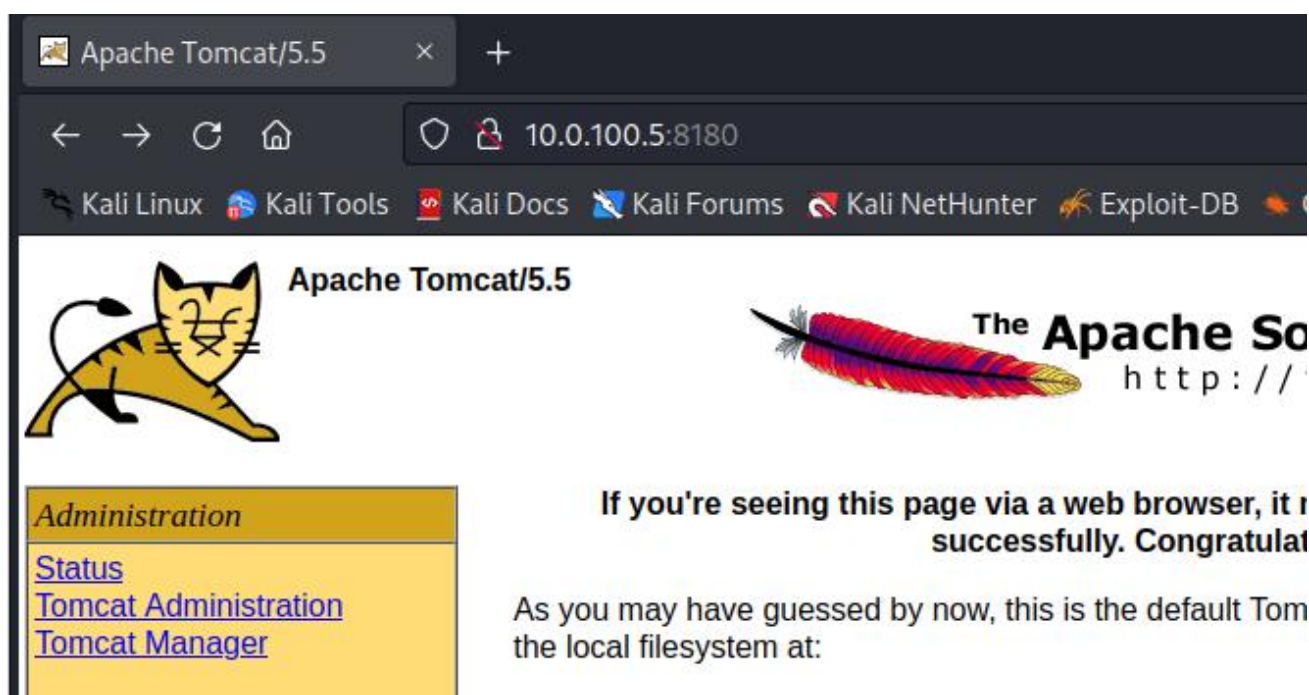 Apache Tomcat/5.5
10.0.100.5:8180
Kali Linux Kali Tools Kali Docs Kali Forums Kali NetHunter Exploit-DB
Apache Tomcat/5.5
The Apache So
http://
Administration
Status
Tomcat Administration
Tomcat Manager
If you're seeing this page via a web browser, it
successfully. Congratulat
As you may have guessed by now, this is the default Tom
the local filesystem at: